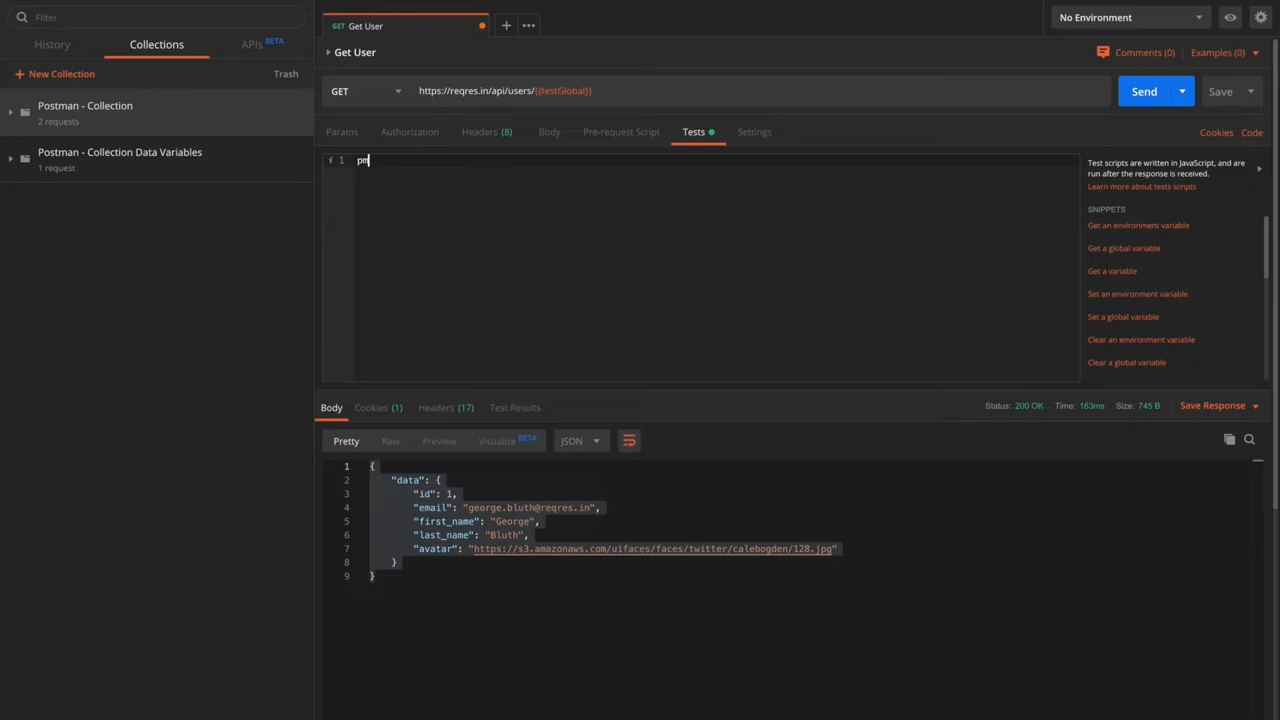 Filter
History
Collections
APIs BETA
+ New Collection
Trash
Postman - Collection
2 requests
Postman - Collection Data Variables
1 request
GET Get User
+ •••
No Environment
Get User
Comments (0)
Examples (0)
GET
https://reqres.in/api/users/{{testGlobal}}
Send
Save
Params
Authorization
Headers (8)
Body
Pre-request Script
Tests
Settings
Cookies
Code
i 1 pm
Test scripts are written in JavaScript, and are
run after the response is received.
Learn more about tests scripts
SNIPPETS
Get an environment variable
Get a global variable
Get a variable
Set an environment variable
Set a global variable
Clear an environment variable
Clear a global variable
Body
Cookies (1)
Headers (17)
Test Results
Status: 200 OK
Time: 163ms
Size: 745 B
Save Response
Pretty
Raw
Preview
Visualize BETA
JSON
1 {
2 "data": {
3 "id": 1,
4 "email": "george.bluth@reqres.in",
5 "first_name": "George",
6 "last_name": "Bluth",
7 "avatar": "https://s3.amazonaws.com/uifaces/faces/twitter/calebogden/128.jpg"
8 }
9 }